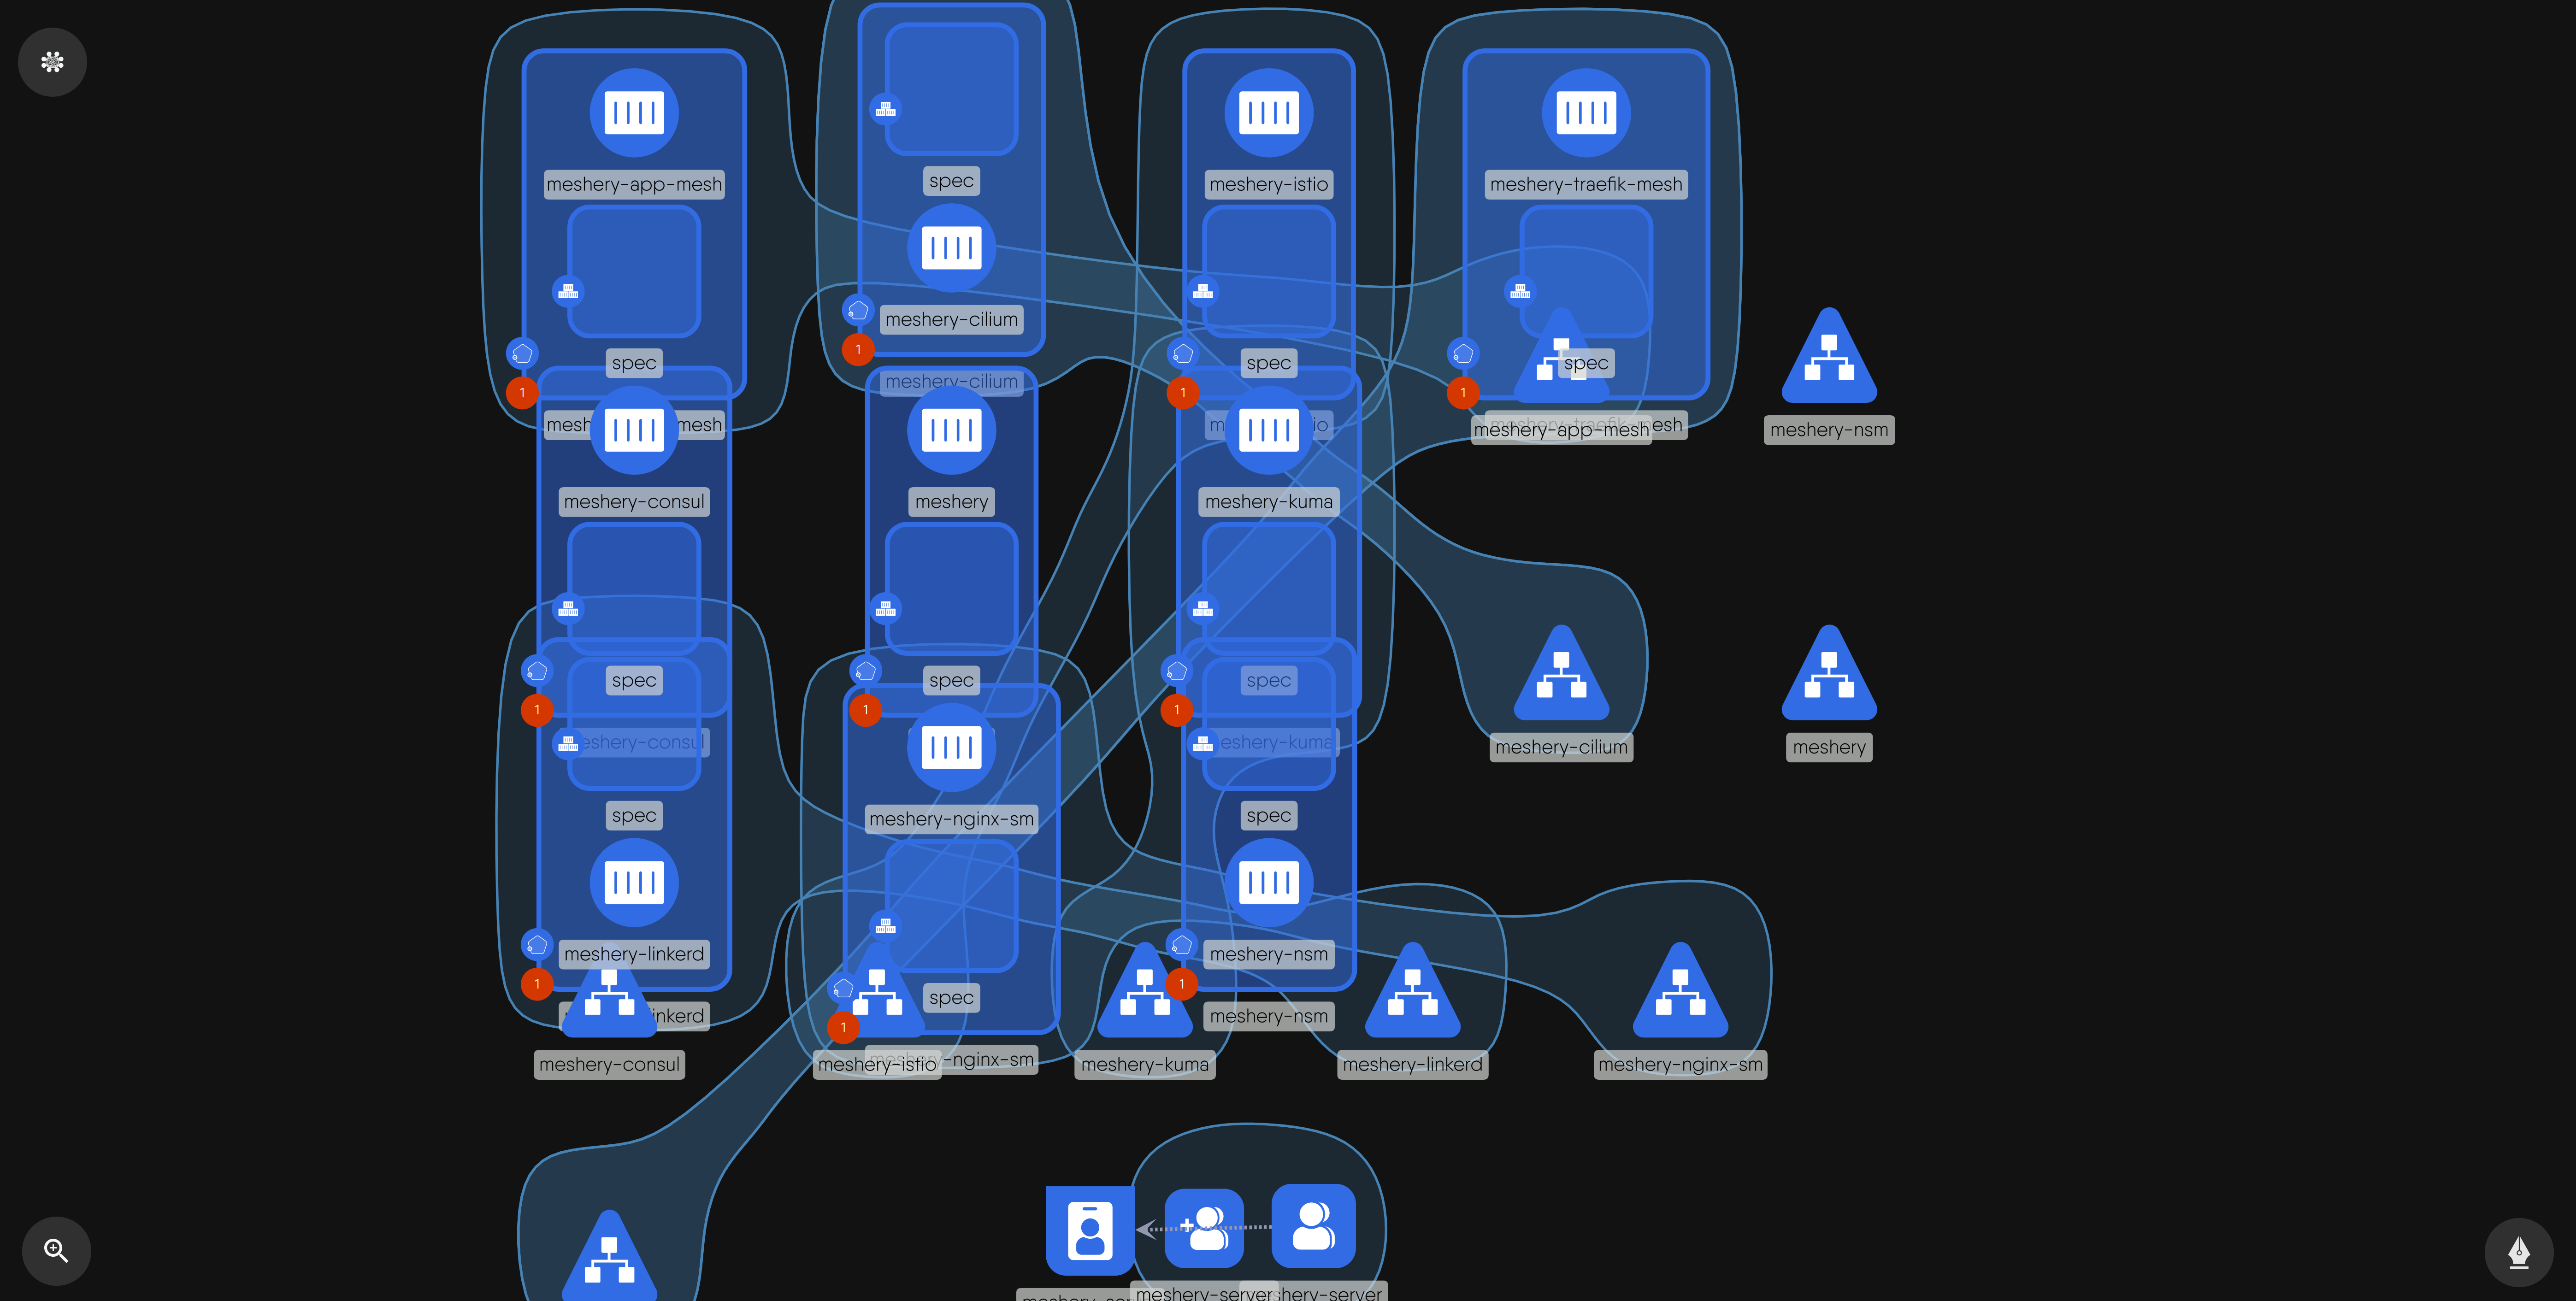 spec
meshery-app-mesh
meshery-istio
meshery-traefik-mesh
meshery-cilium
1
spec
spec
spec
meshery-cilium
1
1
1
mesh
mesh
meshery-app-mesh
esh
meshery-nsm
meshery-consul
meshery
meshery-kuma
spec
spec
spec
1
1
1
eshery-consul
eshery-kuma
meshery-cilium
meshery
spec
meshery-nginx-sm
spec
meshery-linkerd
meshery-nsm
1
1
spec
inkerd
meshery-nsm
1
meshery-consul
meshery-istio
-nginx-sm
meshery-kuma
meshery-linkerd
meshery-nginx-sm
meshery-server
hery-server